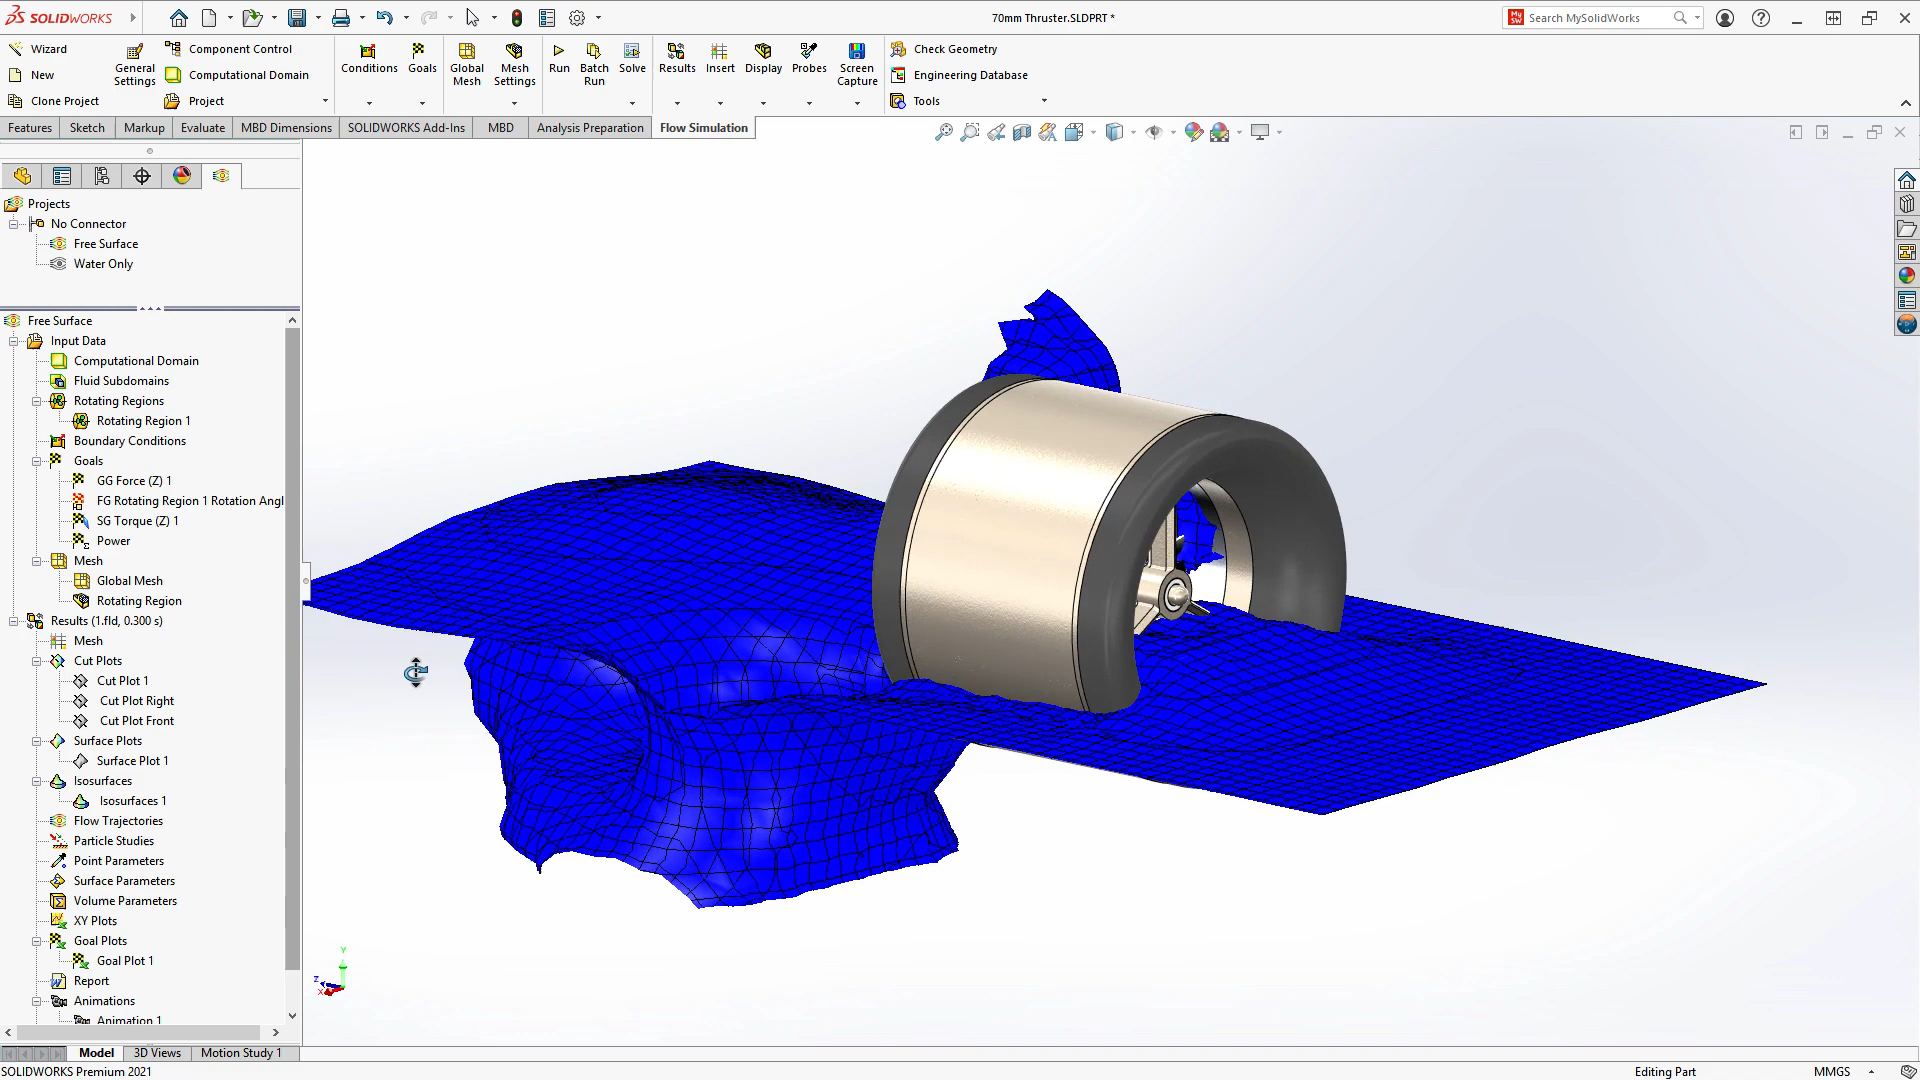 SOLIDWORKS
70mm Thruster.SLDPRT *
Search MySolidWorks
Wizard
New
Clone Project
General Settings
Component Control
Computational Domain
Project
Conditions
Goals
Global Mesh
Mesh Settings
Run
Batch Run
Solve
Results
Insert
Display
Probes
Screen Capture
Check Geometry
Engineering Database
Tools
Features
Sketch
Markup
Evaluate
MBD Dimensions
SOLIDWORKS Add-Ins
MBD
Analysis Preparation
Flow Simulation
Projects
No Connector
Free Surface
Water Only
Free Surface
Input Data
Computational Domain
Fluid Subdomains
Rotating Regions
Rotating Region 1
Boundary Conditions
Goals
GG Force (Z) 1
FG Rotating Region 1 Rotation Angl
SG Torque (Z) 1
Power
Mesh
Global Mesh
Rotating Region
Results (1.fld, 0.300 s)
Mesh
Cut Plots
Cut Plot 1
Cut Plot Right
Cut Plot Front
Surface Plots
Surface Plot 1
Isosurfaces
Isosurfaces 1
Flow Trajectories
Particle Studies
Point Parameters
Surface Parameters
Volume Parameters
XY Plots
Goal Plots
Goal Plot 1
Report
Animations
Animation 1
Y
Z
X
Model
3D Views
Motion Study 1
SOLIDWORKS Premium 2021
Editing Part
MMGS